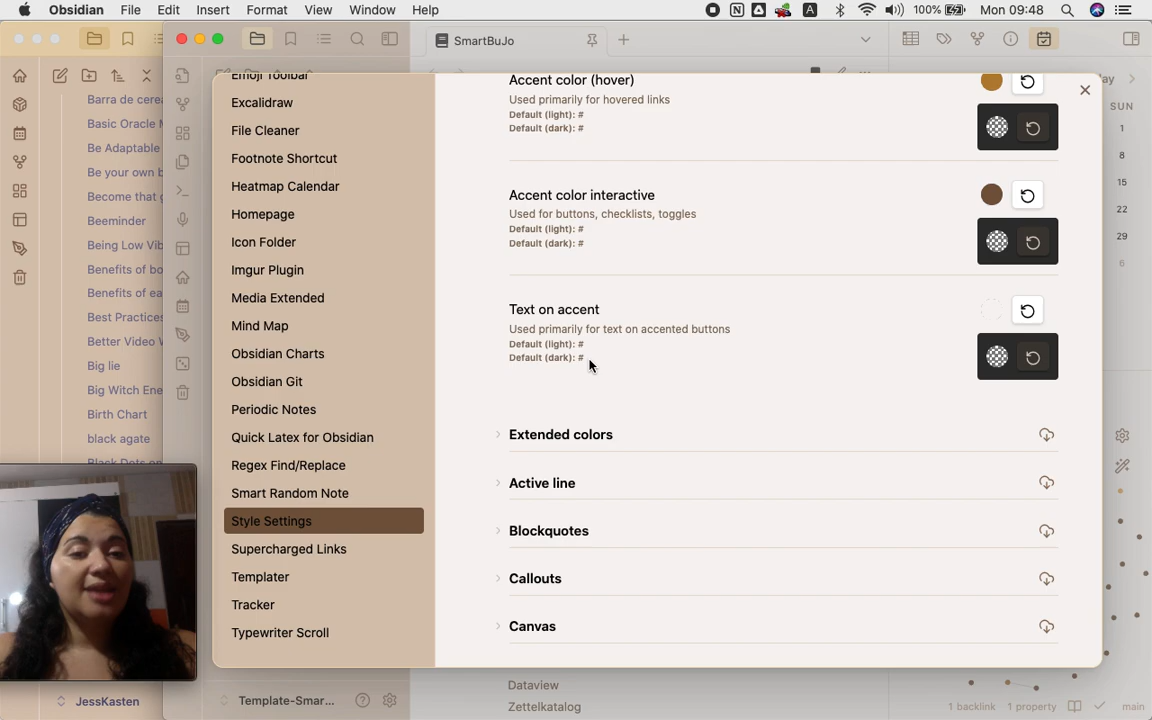 Obsidian File Edit Insert Format View Window Help 100% Mon 09:48
SmartBuJo
Barra de cerea
Basic Oracle M
Be Adaptable
Be your own b
Become that g
Beeminder
Being Low Vib
Benefits of bo
Benefits of ea
Best Practices
Better Video V
Big lie
Big Witch Ene
Birth Chart
black agate
Black Dots on
JessKasten
Emoji Toolbar
Excalidraw
File Cleaner
Footnote Shortcut
Heatmap Calendar
Homepage
Icon Folder
Imgur Plugin
Media Extended
Mind Map
Obsidian Charts
Obsidian Git
Periodic Notes
Quick Latex for Obsidian
Regex Find/Replace
Smart Random Note
Style Settings
Supercharged Links
Templater
Tracker
Typewriter Scroll
Template-Smar...
Accent color (hover)
Used primarily for hovered links
Default (light): #
Default (dark): #
Accent color interactive
Used for buttons, checklists, toggles
Default (light): #
Default (dark): #
Text on accent
Used primarily for text on accented buttons
Default (light): #
Default (dark): #
Extended colors
Active line
Blockquotes
Callouts
Canvas
Dataview
Zettelkatalog
ay
SUN
1
8
15
22
29
6
1 backlink 1 property main